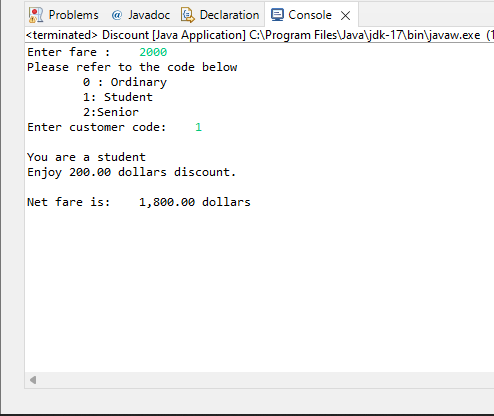 Problems @ Javadoc Declaration Console
<terminated> Discount [Java Application] C:\Program Files\Java\jdk-17\bin\javaw.exe (1
Enter fare : 2000
Please refer to the code below
0 : Ordinary
1: Student
2:Senior
Enter customer code: 1
You are a student
Enjoy 200.00 dollars discount.
Net fare is: 1,800.00 dollars